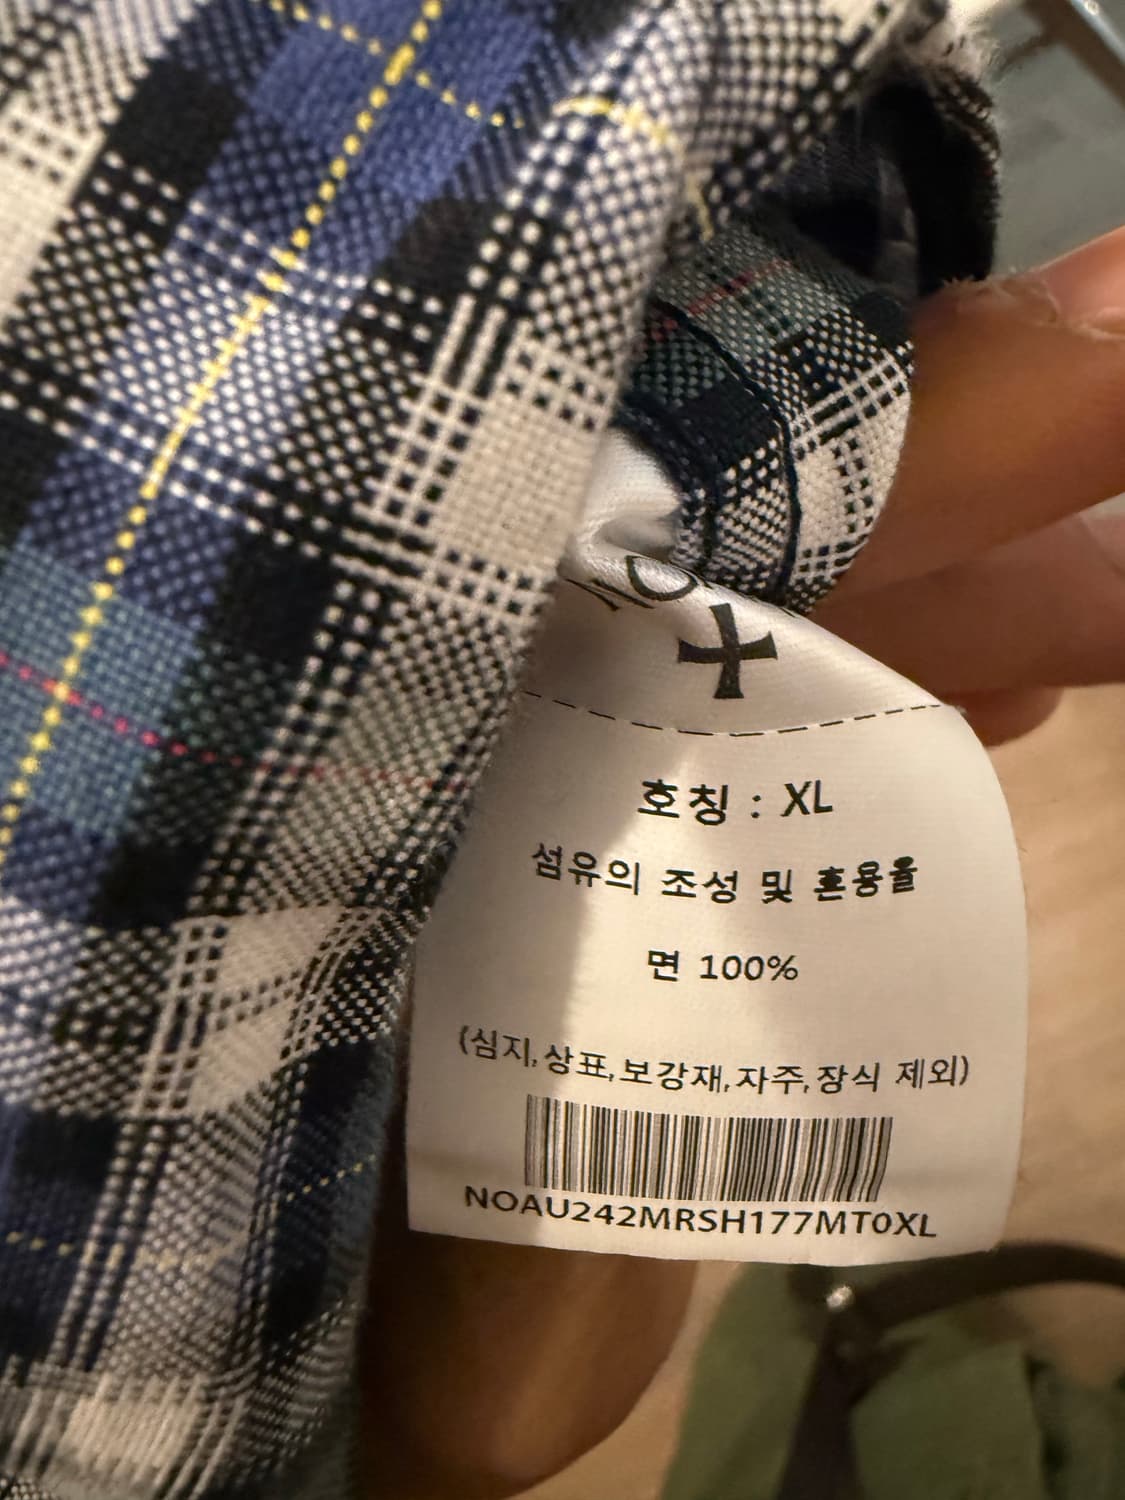 호칭 : XL
섬유의 조성 및 혼용율
면 100%
(심지,상표,보강재,자주,장식 제외)
NOAU242MRSH177MT0XL